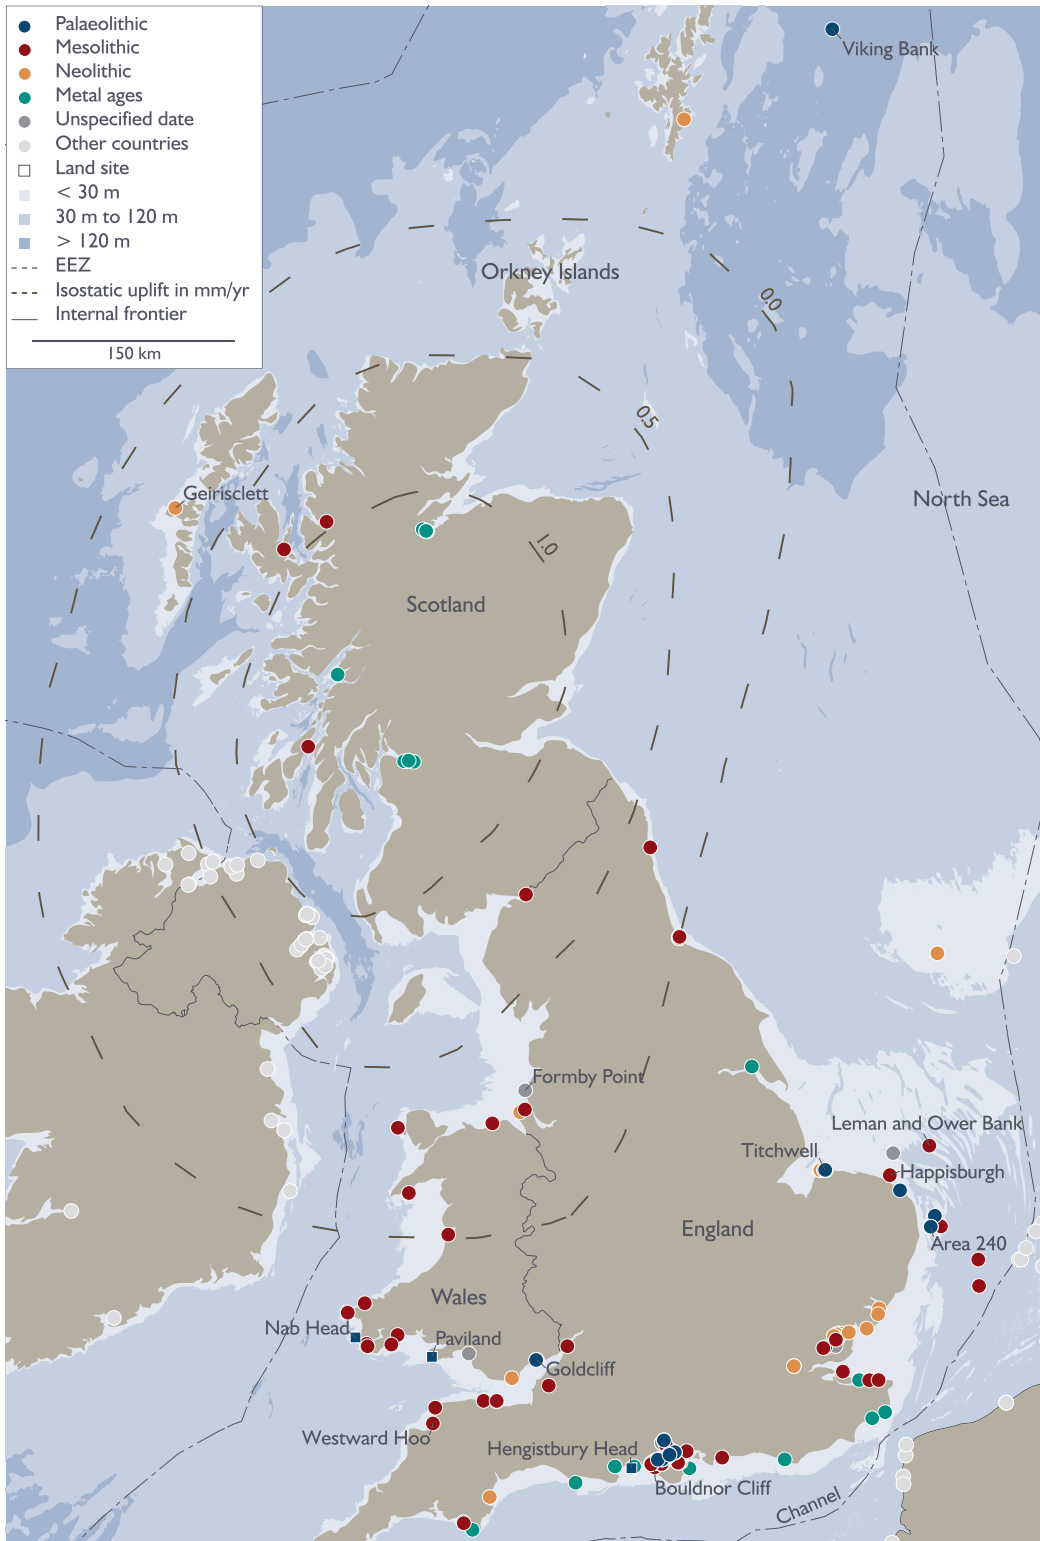 Palaeolithic
Mesolithic
Neolithic
Metal ages
Unspecified date
Other countries
Land site
< 30 m
30 m to 120 m
> 120 m
EEZ
Isostatic uplift in mm/yr
Internal frontier
150 km
Viking Bank
Orkney Islands
0.0
0.5
Geirisclett
North Sea
1.0
Scotland
Formby Point
Leman and Ower Bank
Titchwell
Happisburgh
England
Area 240
Wales
Nab Head
Paviland
Goldcliff
Westward Hoo
Hengistbury Head
Bouldnor Cliff
Channel